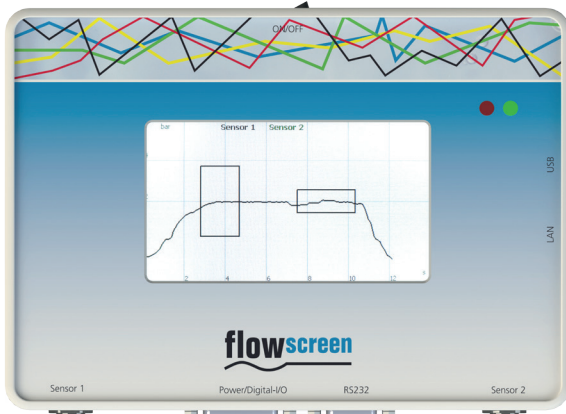 ON/OFF
bar Sensor 1 Sensor 2
USB
LAN
2 4 6 8 10 12 s
flowscreen
Sensor 1 Power/Digital-I/O RS232 Sensor 2